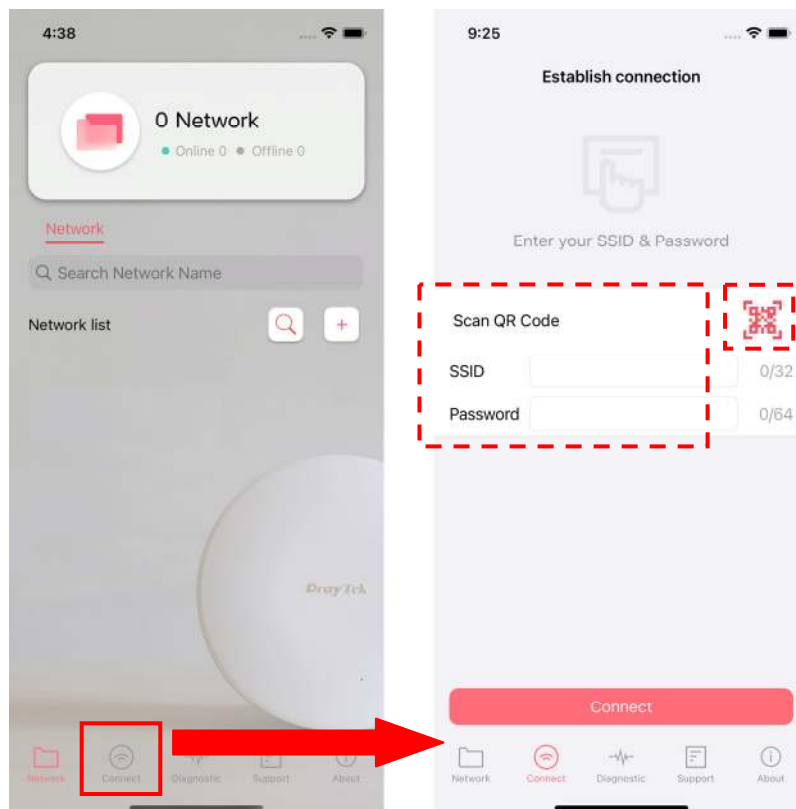 4:38
0 Network
Online 0 Offline 0
Network
Search Network Name
Network list
DrayTek
Network Connect Diagnostic Support About
9:25
Establish connection
Enter your SSID & Password
Scan QR Code
SSID 0/32
Password 0/64
Connect
Network Connect Diagnostic Support About